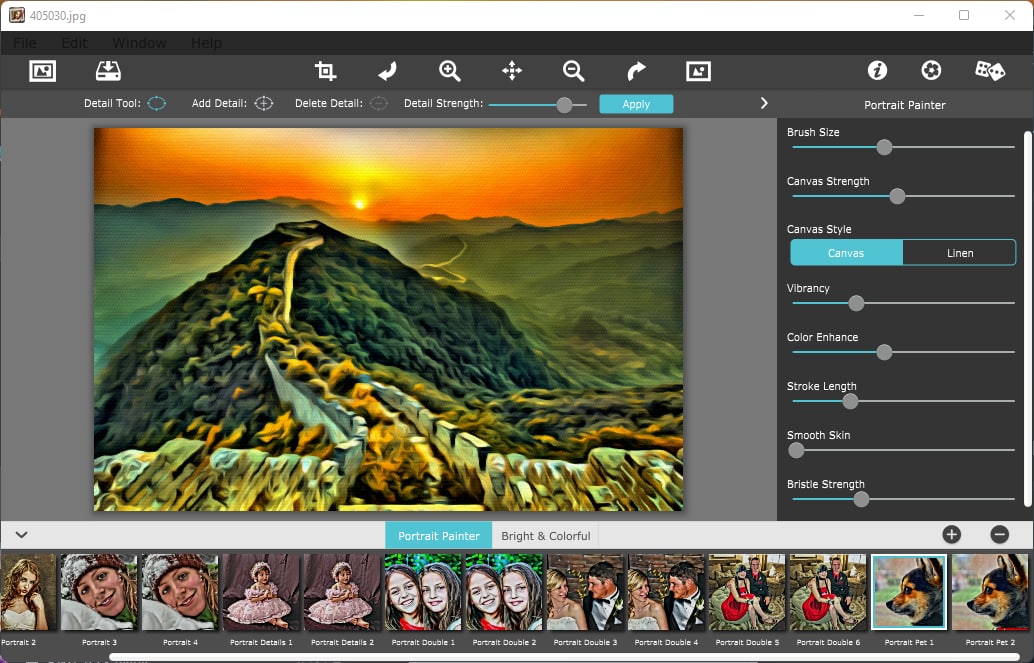 405030.jpg
File Edit Window Help
Detail Tool: Add Detail: Delete Detail: Detail Strength: Apply
Portrait Painter
Brush Size
Canvas Strength
Canvas Style
Canvas Linen
Vibrancy
Color Enhance
Stroke Length
Smooth Skin
Bristle Strength
Portrait Painter Bright & Colorful
Portrait 2 Portrait 3 Portrait 4 Portrait Details 1 Portrait Details 2 Portrait Double 1 Portrait Double 2 Portrait Double 3 Portrait Double 4 Portrait Double 5 Portrait Double 6 Portrait Pet 1 Portrait Pet 2